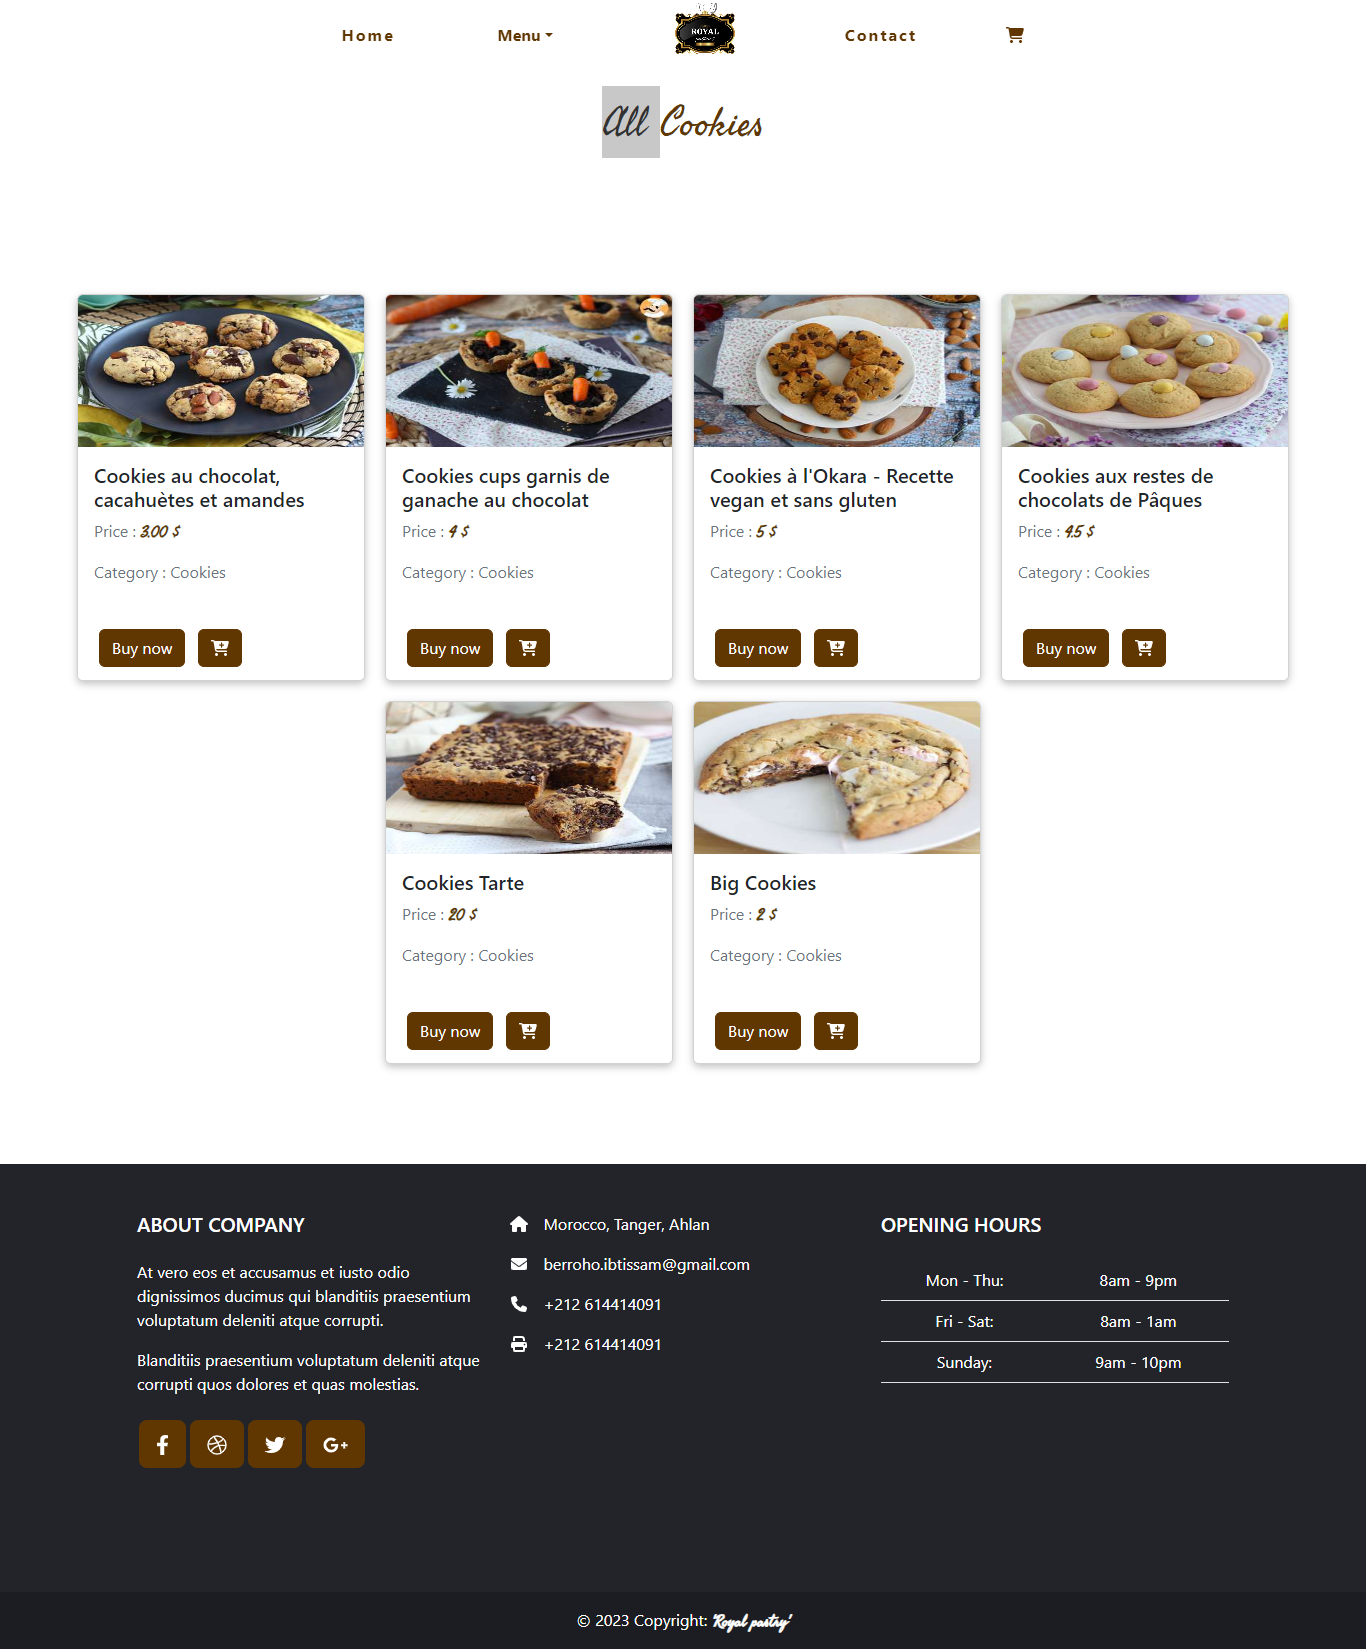 Home
Menu
ROYAL
Contact
All Cookies
Cookies au chocolat,
cacahuètes et amandes
Price : 3.00 $
Category : Cookies
Buy now
Cookies cups garnis de
ganache au chocolat
Price : 4 $
Category : Cookies
Buy now
Cookies à l'Okara - Recette
vegan et sans gluten
Price : 5 $
Category : Cookies
Buy now
Cookies aux restes de
chocolats de Pâques
Price : 4.5 $
Category : Cookies
Buy now
Cookies Tarte
Price : 20 $
Category : Cookies
Buy now
Big Cookies
Price : 2 $
Category : Cookies
Buy now
ABOUT COMPANY
At vero eos et accusamus et iusto odio
dignissimos ducimus qui blanditiis praesentium
voluptatum deleniti atque corrupti.
Blanditiis praesentium voluptatum deleniti atque
corrupti quos dolores et quas molestias.
Morocco, Tanger, Ahlan
berroho.ibtissam@gmail.com
+212 614414091
+212 614414091
OPENING HOURS
Mon - Thu: 8am - 9pm
Fri - Sat: 8am - 1am
Sunday: 9am - 10pm
© 2023 Copyright: 'Royal pastry'